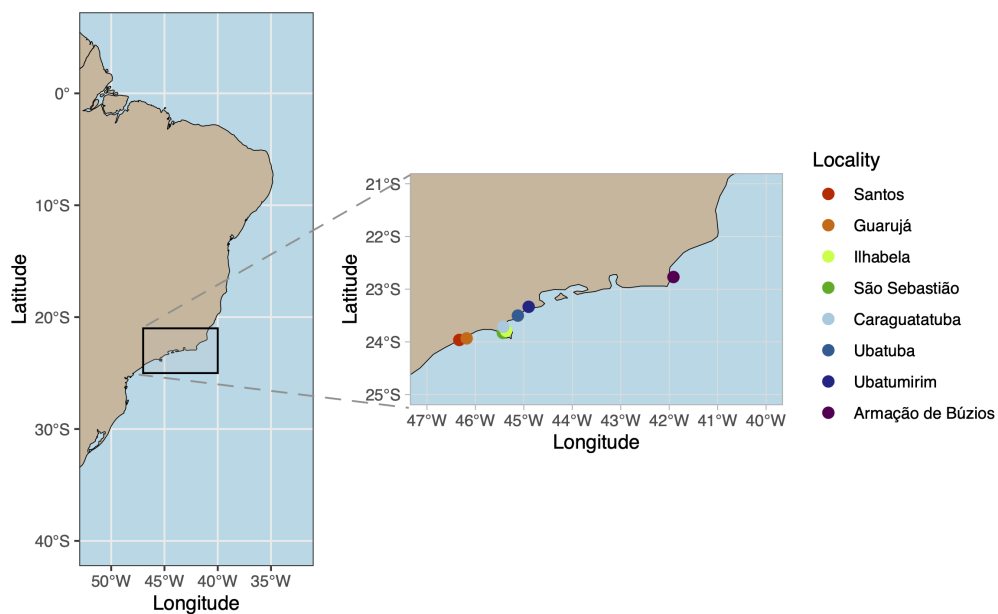 0°
10°S
20°S
30°S
40°S
Latitude
50°W 45°W 40°W 35°W
Longitude
21°S
22°S
23°S
24°S
25°S
Latitude
47°W 46°W 45°W 44°W 43°W 42°W 41°W 40°W
Longitude
Locality
Santos
Guarujá
Ilhabela
São Sebastião
Caraguatatuba
Ubatuba
Ubatumirim
Armação de Búzios